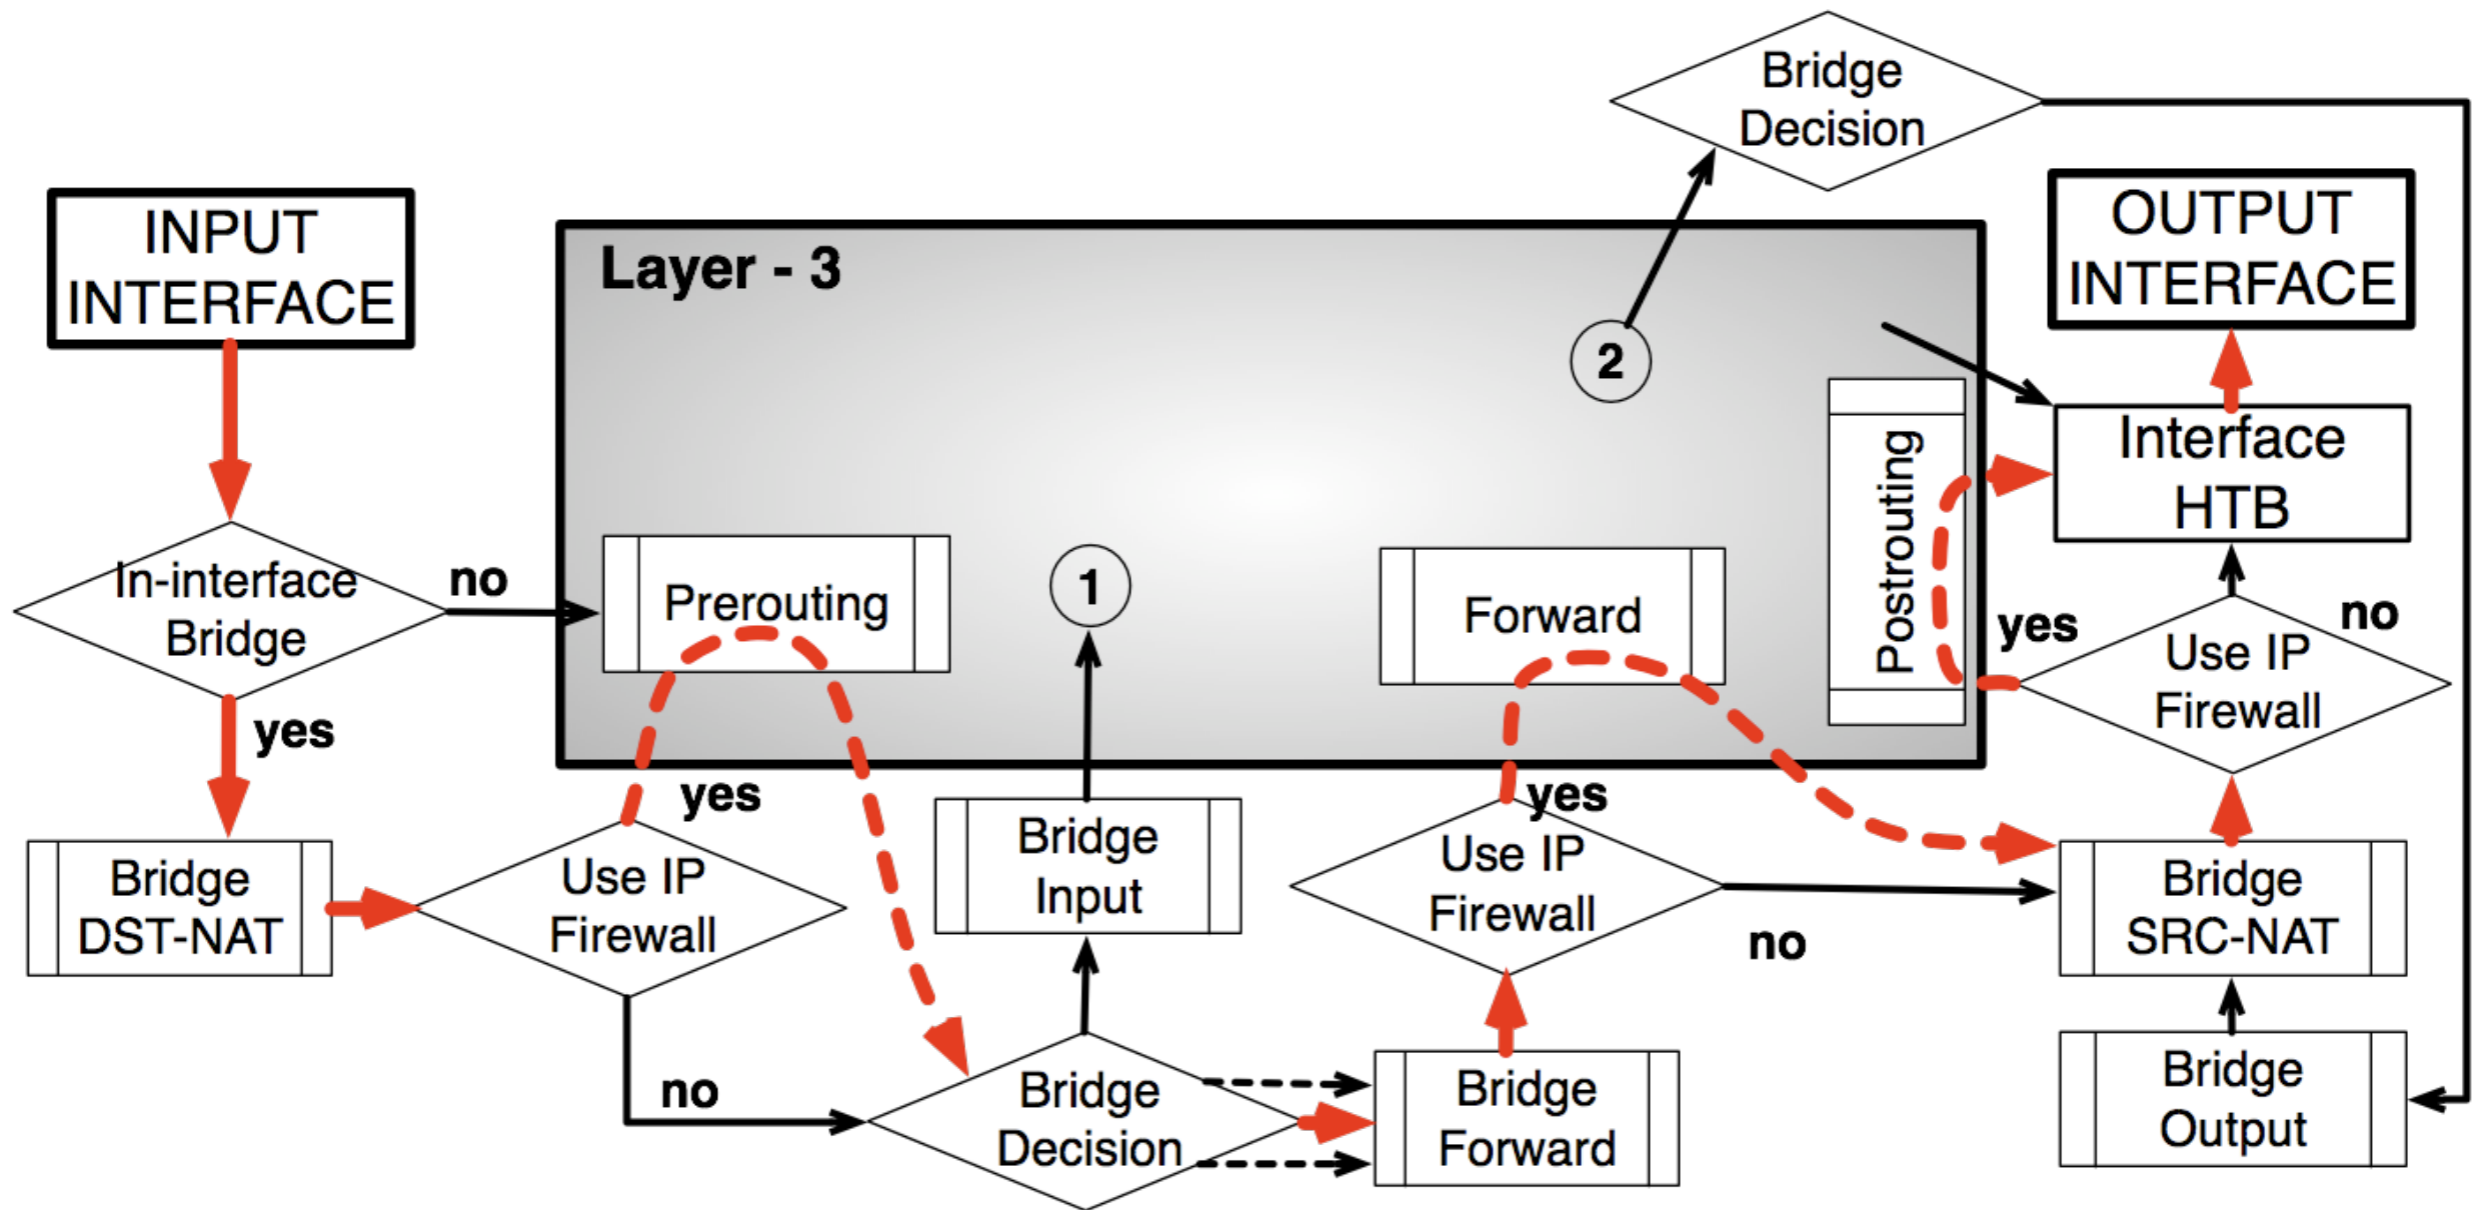 Bridge
Decision
INPUT
INTERFACE
OUTPUT
INTERFACE
Layer - 3
2
Interface
HTB
Postrouting
In-interface
Bridge
no
Prerouting
1
Forward
yes
no
Use IP
Firewall
yes
yes
yes
Bridge
DST-NAT
Use IP
Firewall
Bridge
Input
Use IP
Firewall
no
Bridge
SRC-NAT
no
Bridge
Decision
Bridge
Forward
Bridge
Output